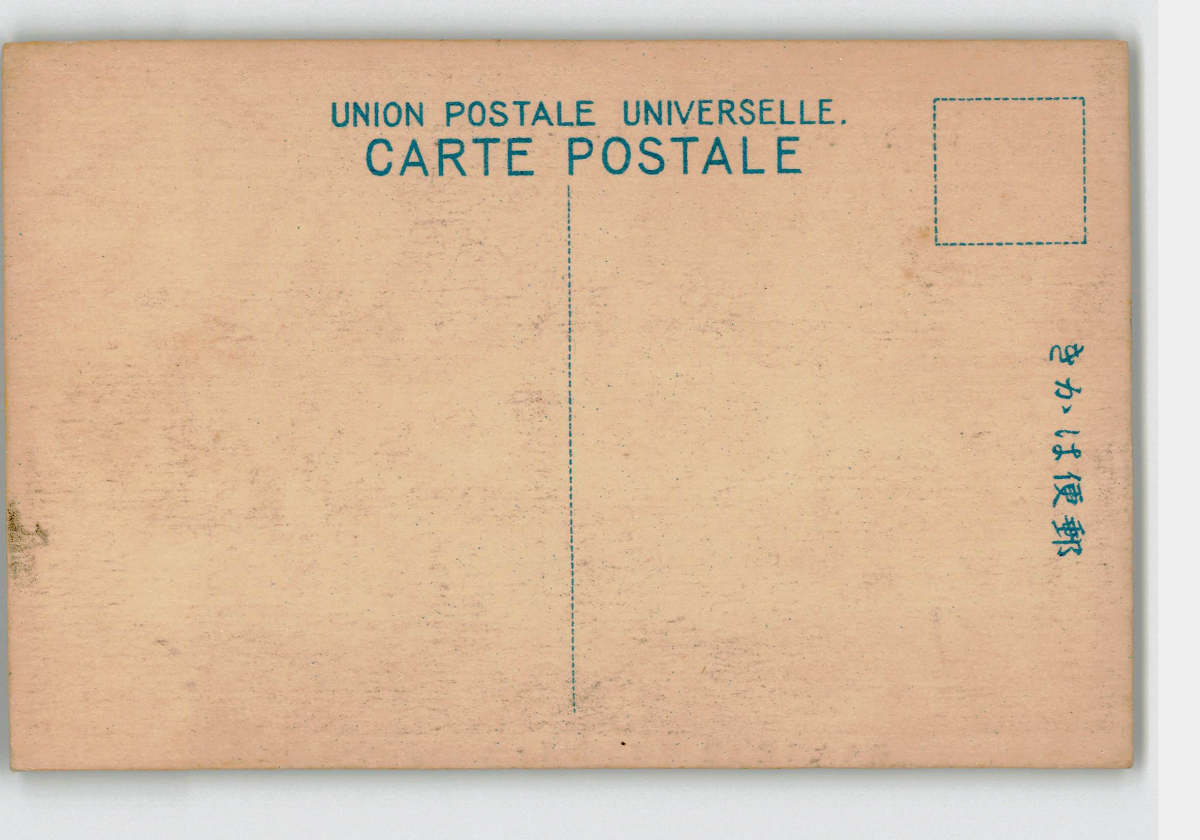 UNION POSTALE UNIVERSELLE.
CARTE POSTALE
郵便はかき